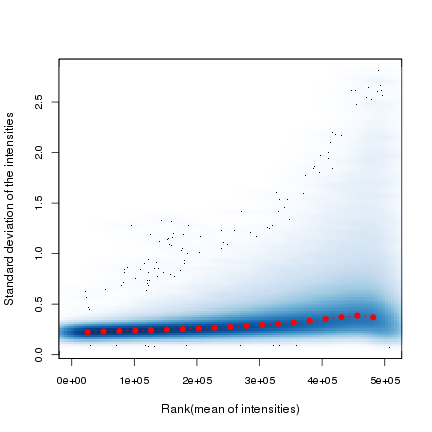 Standard deviation of the intensities
2.5
2.0
1.5
1.0
0.5
0.0
0e+00 1e+05 2e+05 3e+05 4e+05 5e+05
Rank(mean of intensities)